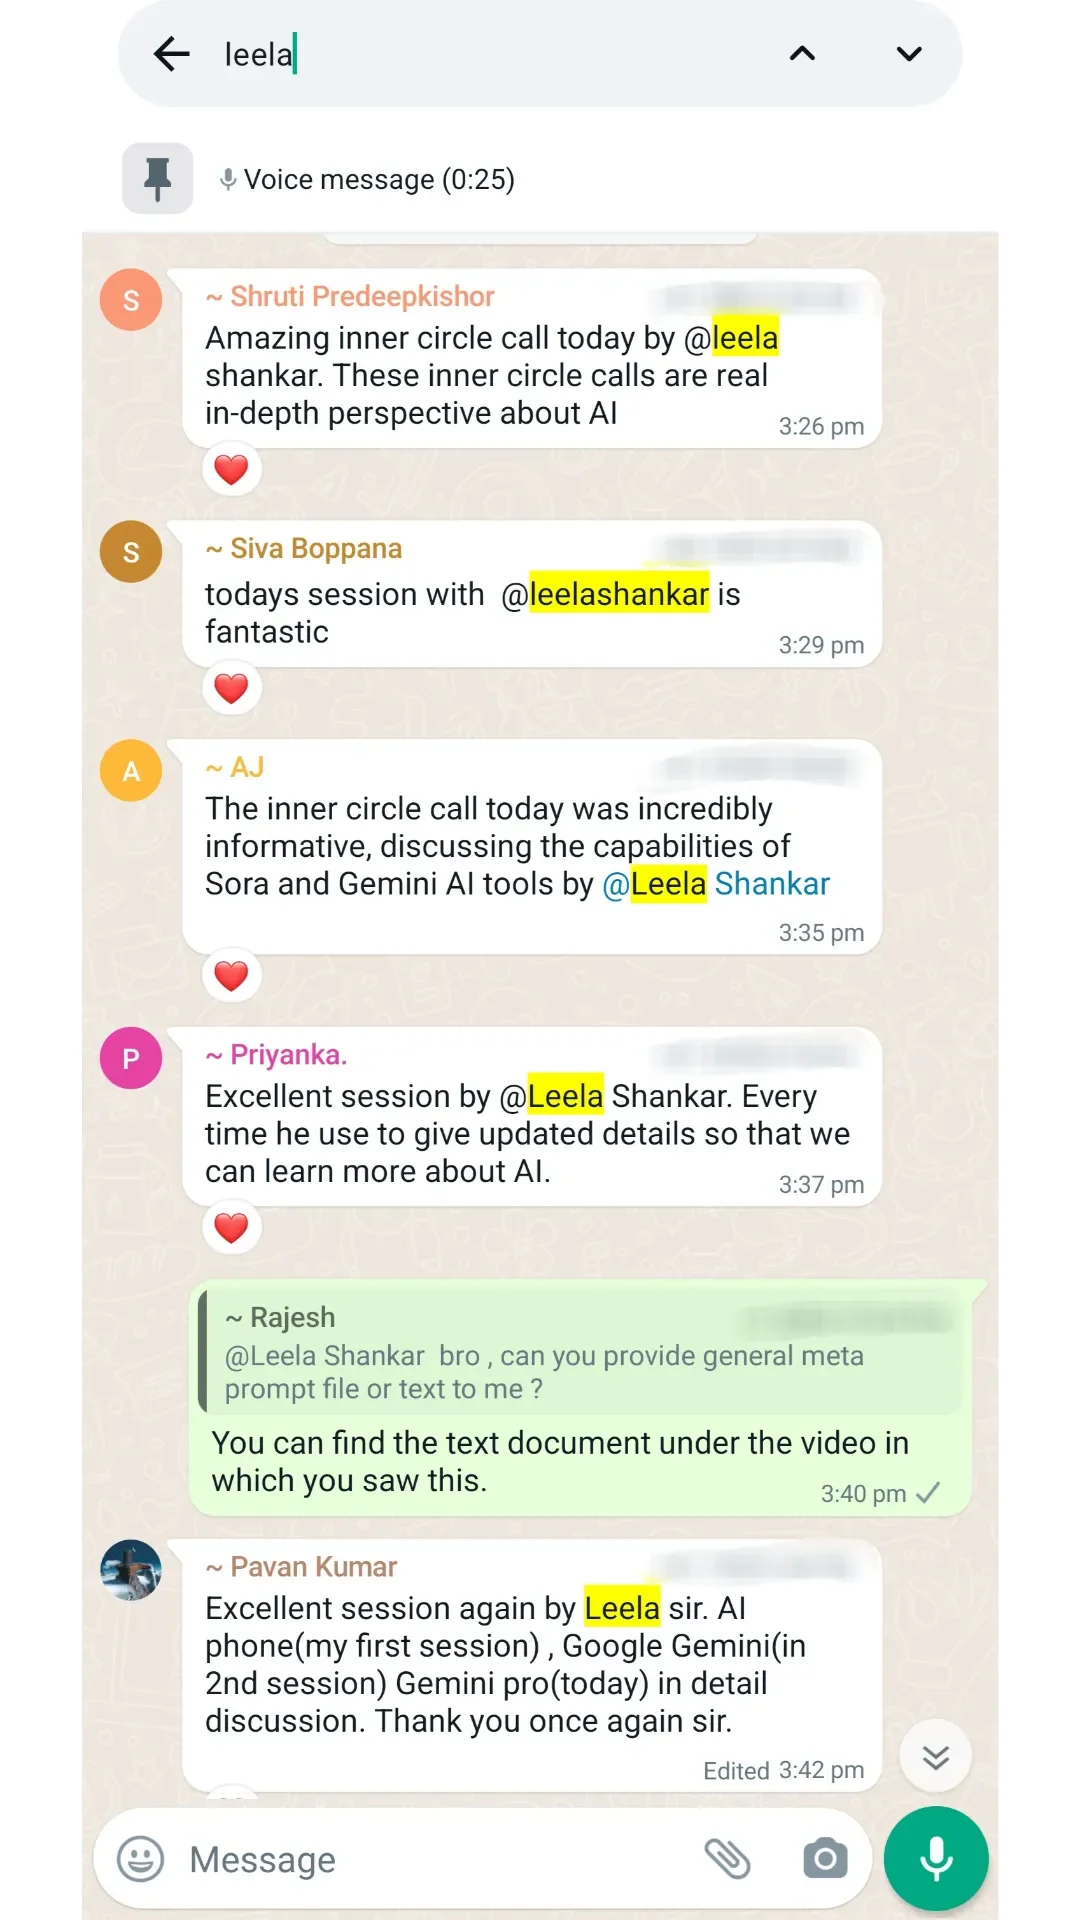 leela
Voice message (0:25)
S
~ Shruti Predeepkishor
Amazing inner circle call today by @leela
shankar. These inner circle calls are real
in-depth perspective about AI
3:26 pm
S
~ Siva Boppana
todays session with @leelashankar is
fantastic
3:29 pm
A
~ AJ
The inner circle call today was incredibly
informative, discussing the capabilities of
Sora and Gemini AI tools by @Leela Shankar
3:35 pm
P
~ Priyanka.
Excellent session by @Leela Shankar. Every
time he use to give updated details so that we
can learn more about AI.
3:37 pm
~ Rajesh
@Leela Shankar bro , can you provide general meta
prompt file or text to me ?
You can find the text document under the video in
which you saw this.
3:40 pm
~ Pavan Kumar
Excellent session again by Leela sir. AI
phone(my first session) , Google Gemini(in
2nd session) Gemini pro(today) in detail
discussion. Thank you once again sir.
Edited 3:42 pm
Message